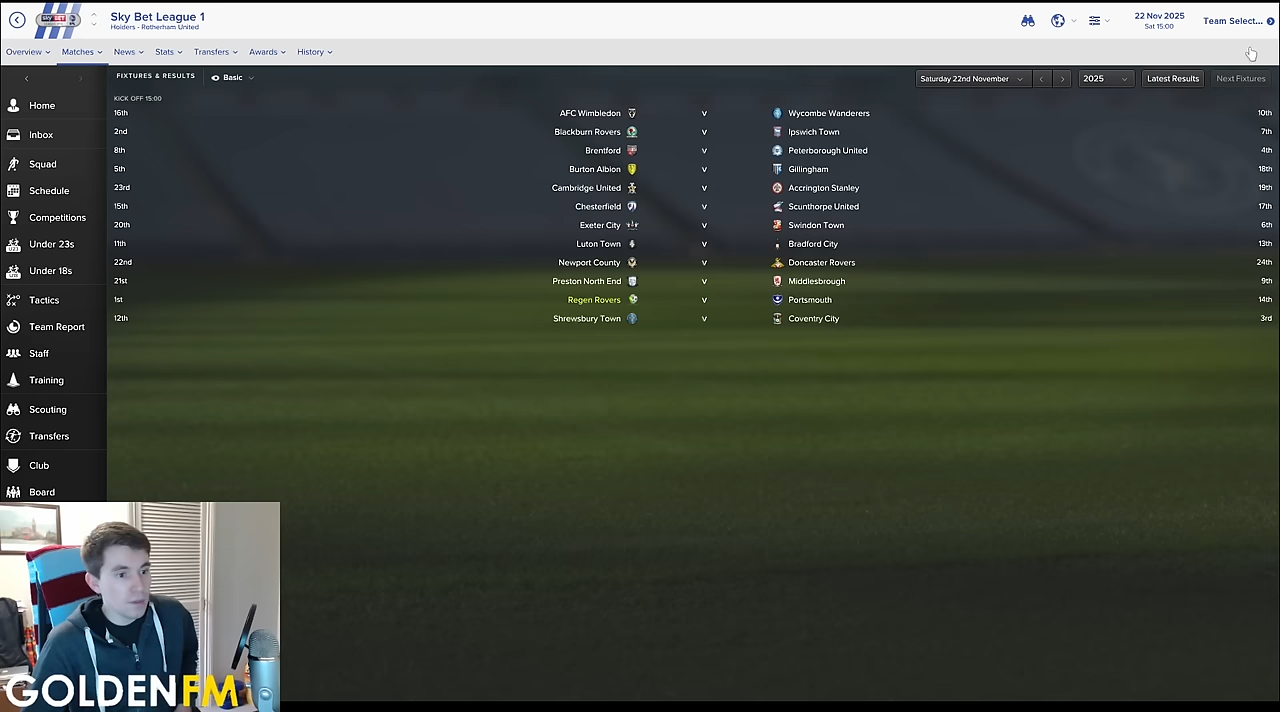 Sky Bet League 1
Holders - Rotherham United
22 Nov 2025
Sat 15:00
Team Select...
Overview Matches News Stats Transfers Awards History
FIXTURES & RESULTS Basic Saturday 22nd November 2025 Latest Results Next Fixtures
KICK OFF 15:00
16th AFC Wimbledon v Wycombe Wanderers 10th
2nd Blackburn Rovers v Ipswich Town 7th
8th Brentford v Peterborough United 4th
5th Burton Albion v Gillingham 18th
23rd Cambridge United v Accrington Stanley 19th
15th Chesterfield v Scunthorpe United 17th
20th Exeter City v Swindon Town 6th
11th Luton Town v Bradford City 13th
22nd Newport County v Doncaster Rovers 24th
21st Preston North End v Middlesbrough 9th
1st Regen Rovers v Portsmouth 14th
12th Shrewsbury Town v Coventry City 3rd
Home
Inbox
Squad
Schedule
Competitions
Under 23s
Under 18s
Tactics
Team Report
Staff
Training
Scouting
Transfers
Club
Board
GOLDENFM